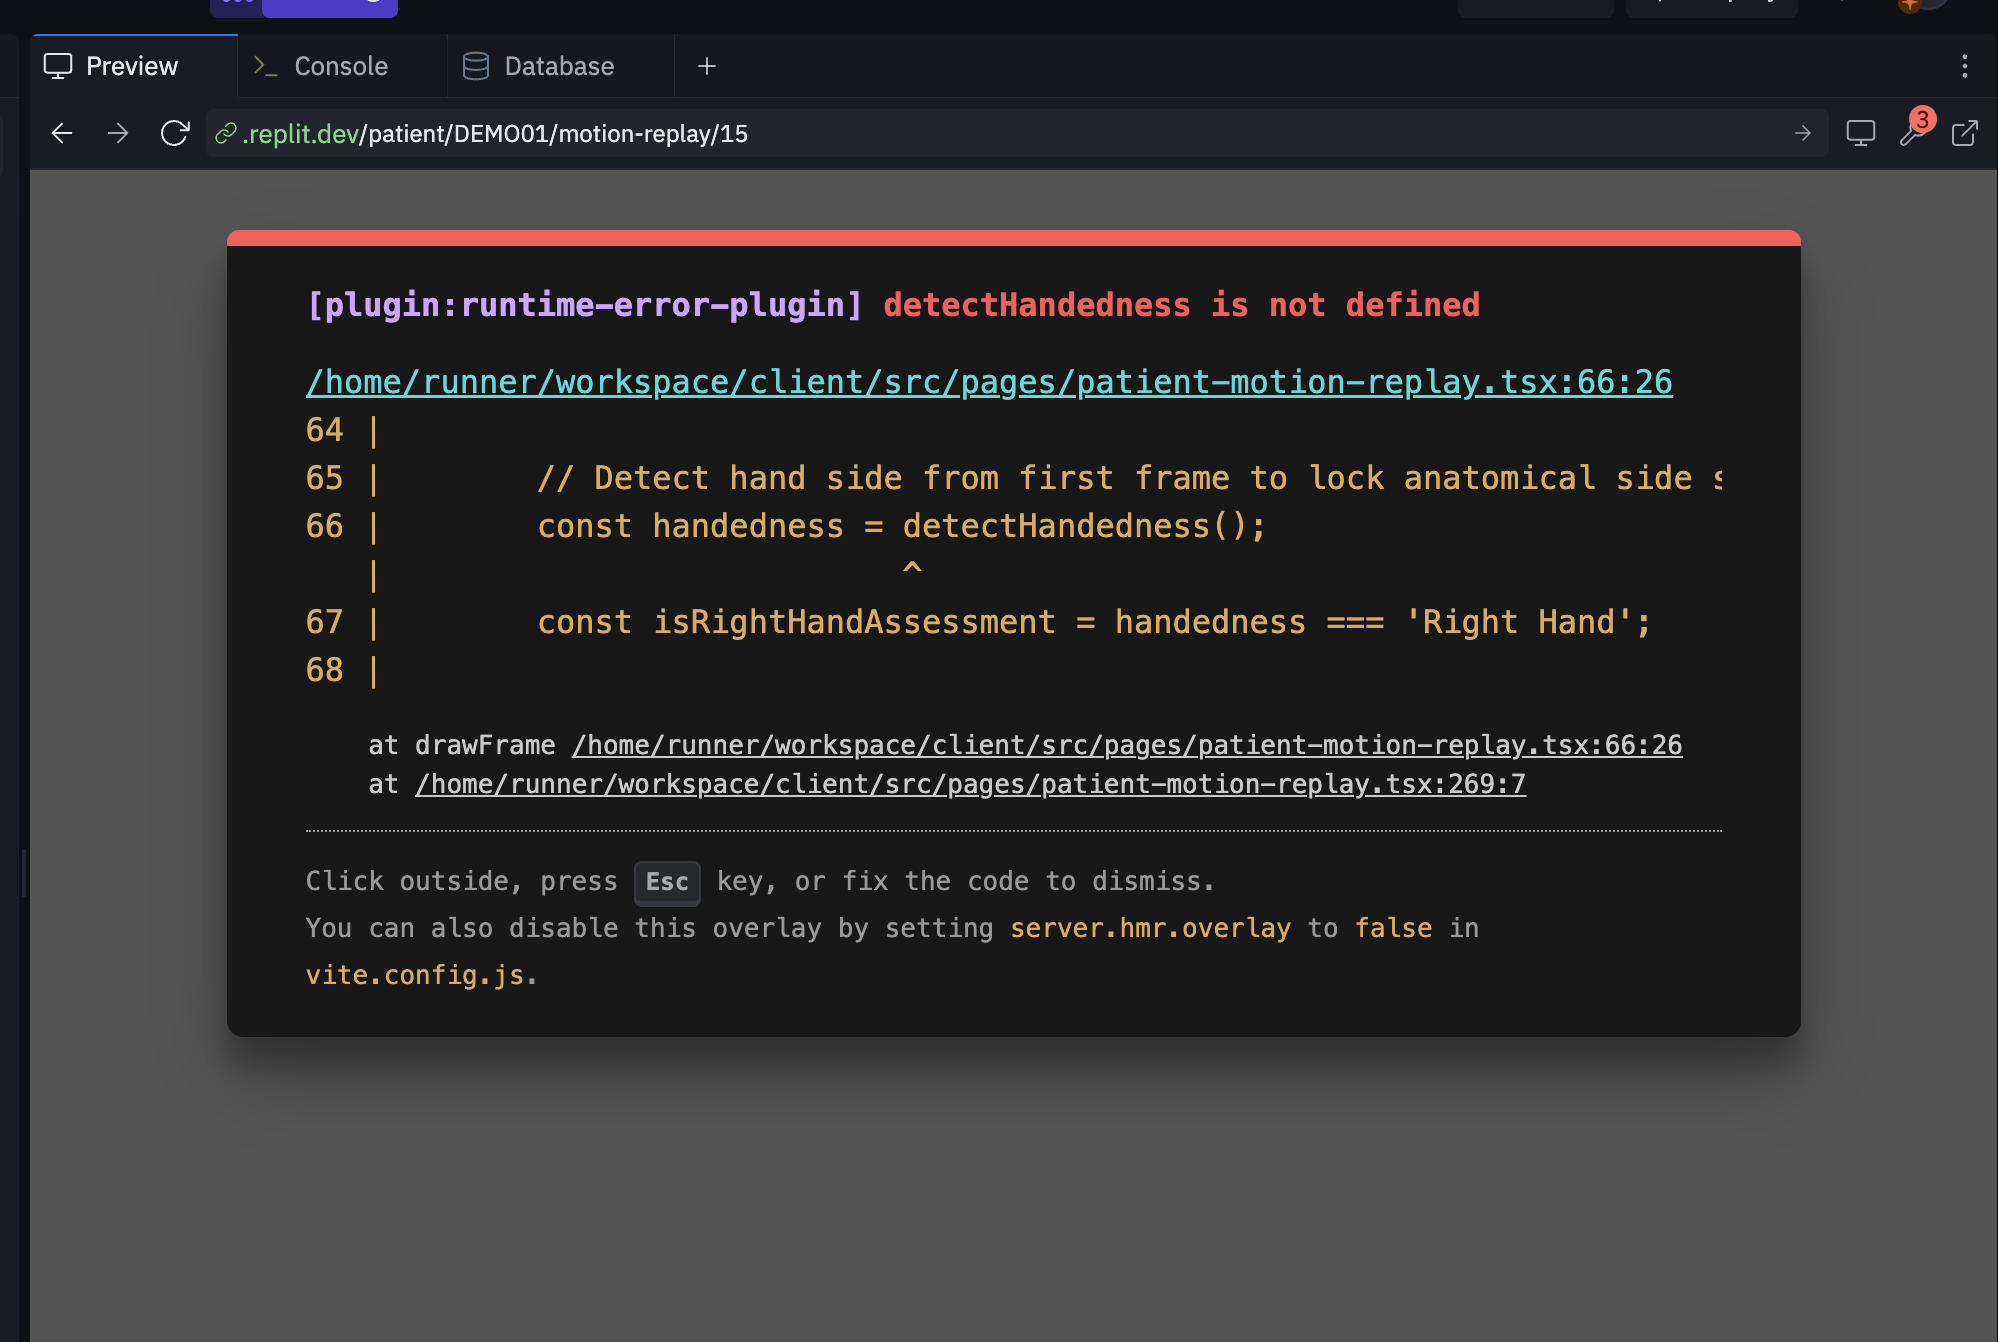 Preview
Console
Database
.replit.dev/patient/DEMO01/motion-replay/15
3
[plugin:runtime-error-plugin] detectHandedness is not defined
/home/runner/workspace/client/src/pages/patient-motion-replay.tsx:66:26
64 |
65 |        // Detect hand side from first frame to lock anatomical side
66 |        const handedness = detectHandedness();
   |                           ^
67 |        const isRightHandAssessment = handedness === 'Right Hand';
68 |
at drawFrame /home/runner/workspace/client/src/pages/patient-motion-replay.tsx:66:26
at /home/runner/workspace/client/src/pages/patient-motion-replay.tsx:269:7
Click outside, press Esc key, or fix the code to dismiss.
You can also disable this overlay by setting server.hmr.overlay to false in
vite.config.js.